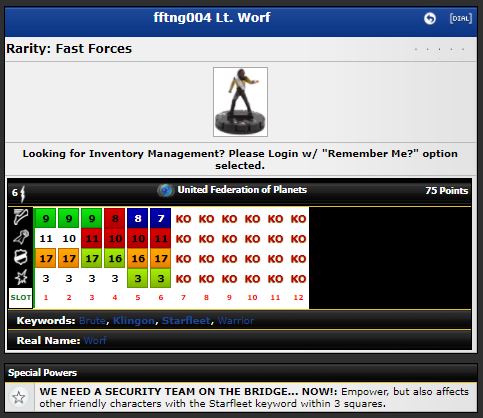 fftng004 Lt. Worf
[DIAL]
Rarity: Fast Forces
Looking for Inventory Management? Please Login w/ "Remember Me?" option
selected.
6 United Federation of Planets 75 Points
9 9 9 8 8 7 KO KO KO KO KO KO
11 10 11 10 10 11 KO KO KO KO KO KO
17 17 17 16 16 17 KO KO KO KO KO KO
3 3 3 3 3 3 KO KO KO KO KO KO
SLOT 1 2 3 4 5 6 7 8 9 10 11 12
Keywords: Brute, Klingon, Starfleet, Warrior
Real Name: Worf
Special Powers
WE NEED A SECURITY TEAM ON THE BRIDGE... NOW!: Empower, but also affects
other friendly characters with the Starfleet keyword within 3 squares.